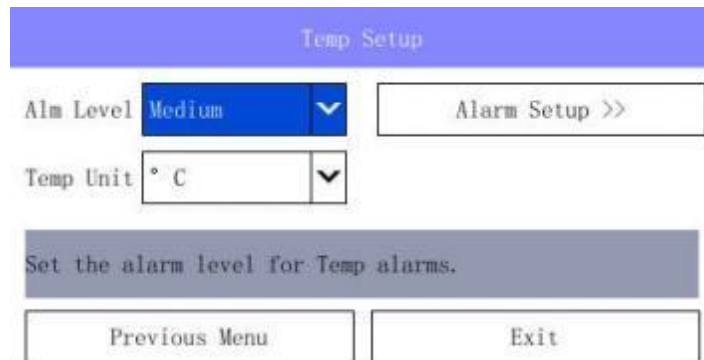 Temp Setup
Alm Level Medium Alarm Setup >>
Temp Unit ° C
Set the alarm level for Temp alarms.
Previous Menu Exit